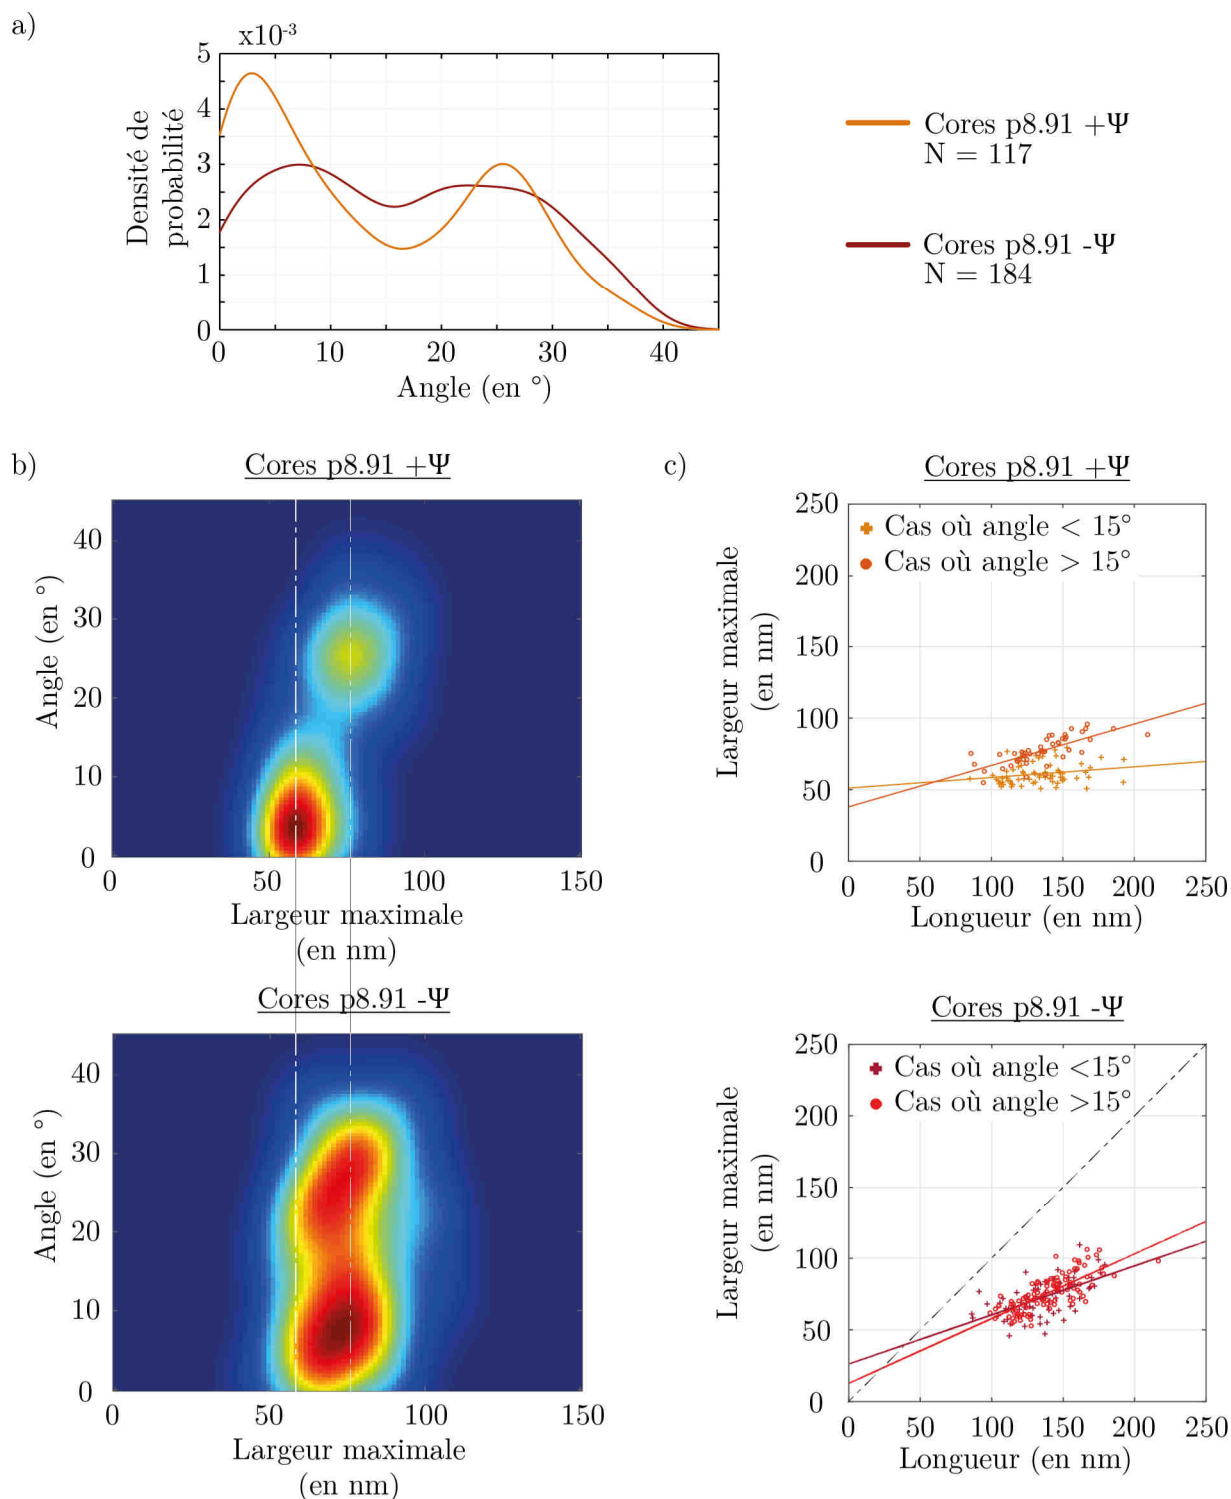 a)
x10-3
5
4
3
2
1
0
Densité de
probabilité
0 10 20 30 40
Angle (en °)
Cores p8.91 +Ψ
N = 117
Cores p8.91 -Ψ
N = 184
b)
Cores p8.91 +Ψ
40
30
20
10
0
Angle (en °)
0 50 100 150
Largeur maximale
(en nm)
Cores p8.91 -Ψ
40
30
20
10
0
Angle (en °)
0 50 100 150
Largeur maximale
(en nm)
c)
Cores p8.91 +Ψ
250
200
150
100
50
0
Largeur maximale
(en nm)
Cas où angle < 15°
Cas où angle > 15°
0 50 100 150 200 250
Longueur (en nm)
Cores p8.91 -Ψ
250
200
150
100
50
0
Largeur maximale
(en nm)
Cas où angle <15°
Cas où angle >15°
0 50 100 150 200 250
Longueur (en nm)